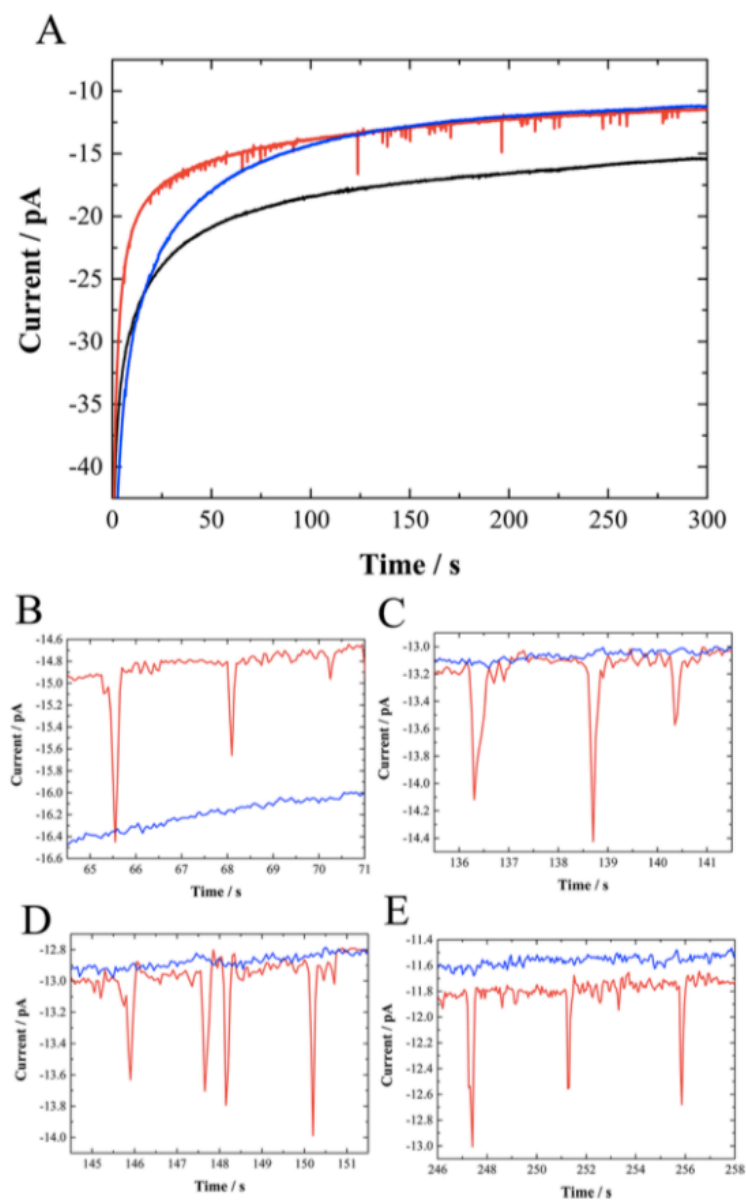 A
Current / pA
-10
-15
-20
-25
-30
-35
-40
0 50 100 150 200 250 300
Time / s
B
Current / pA
-14.6
-14.8
-15.0
-15.2
-15.4
-15.6
-15.8
-16.0
-16.2
-16.4
-16.6
65 66 67 68 69 70 71
Time / s
C
Current / pA
-13.0
-13.2
-13.4
-13.6
-13.8
-14.0
-14.2
-14.4
136 137 138 139 140 141
Time / s
D
Current / pA
-12.8
-13.0
-13.2
-13.4
-13.6
-13.8
-14.0
145 146 147 148 149 150 151
Time / s
E
Current / pA
-11.4
-11.6
-11.8
-12.0
-12.2
-12.4
-12.6
-12.8
-13.0
246 248 250 252 254 256 258
Time / s